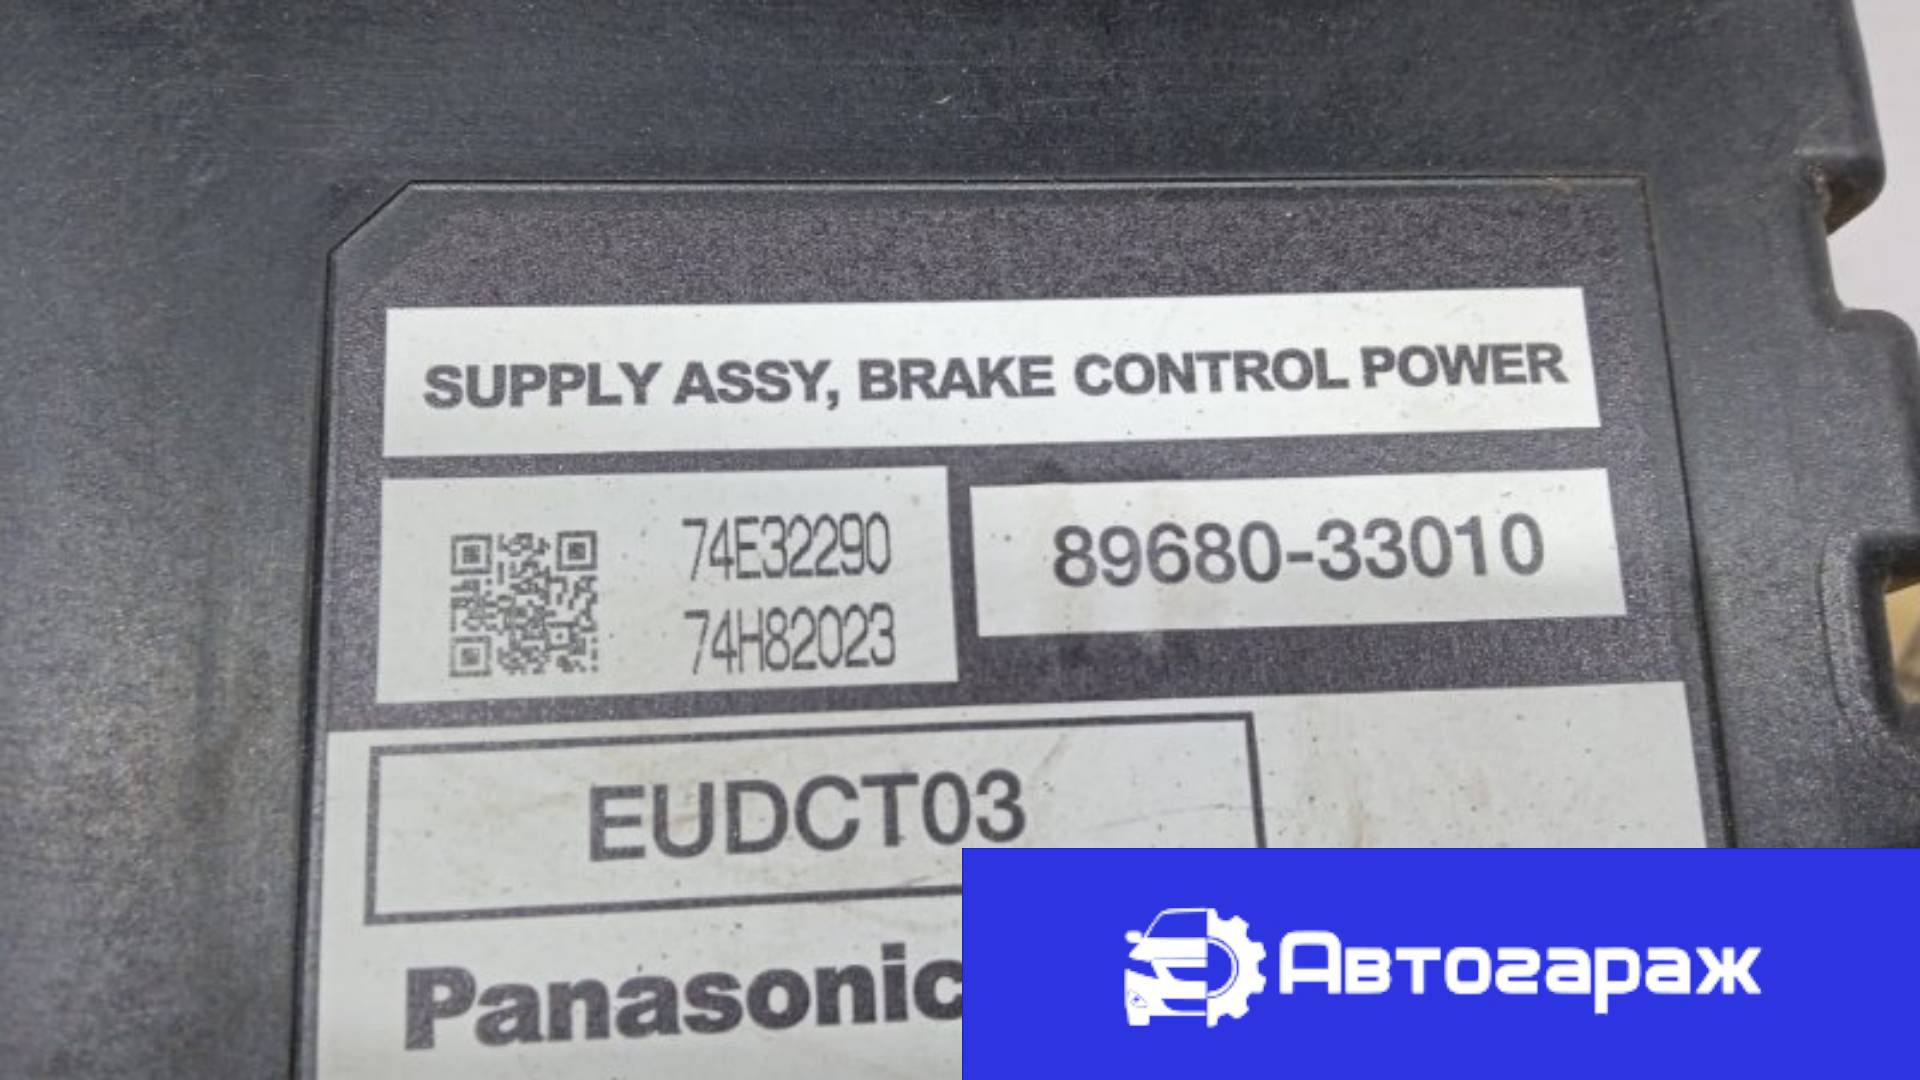 SUPPLY ASSY, BRAKE CONTROL POWER
74E32290
74H82023
89680-33010
EUDCT03
Panasonic
Автогараж